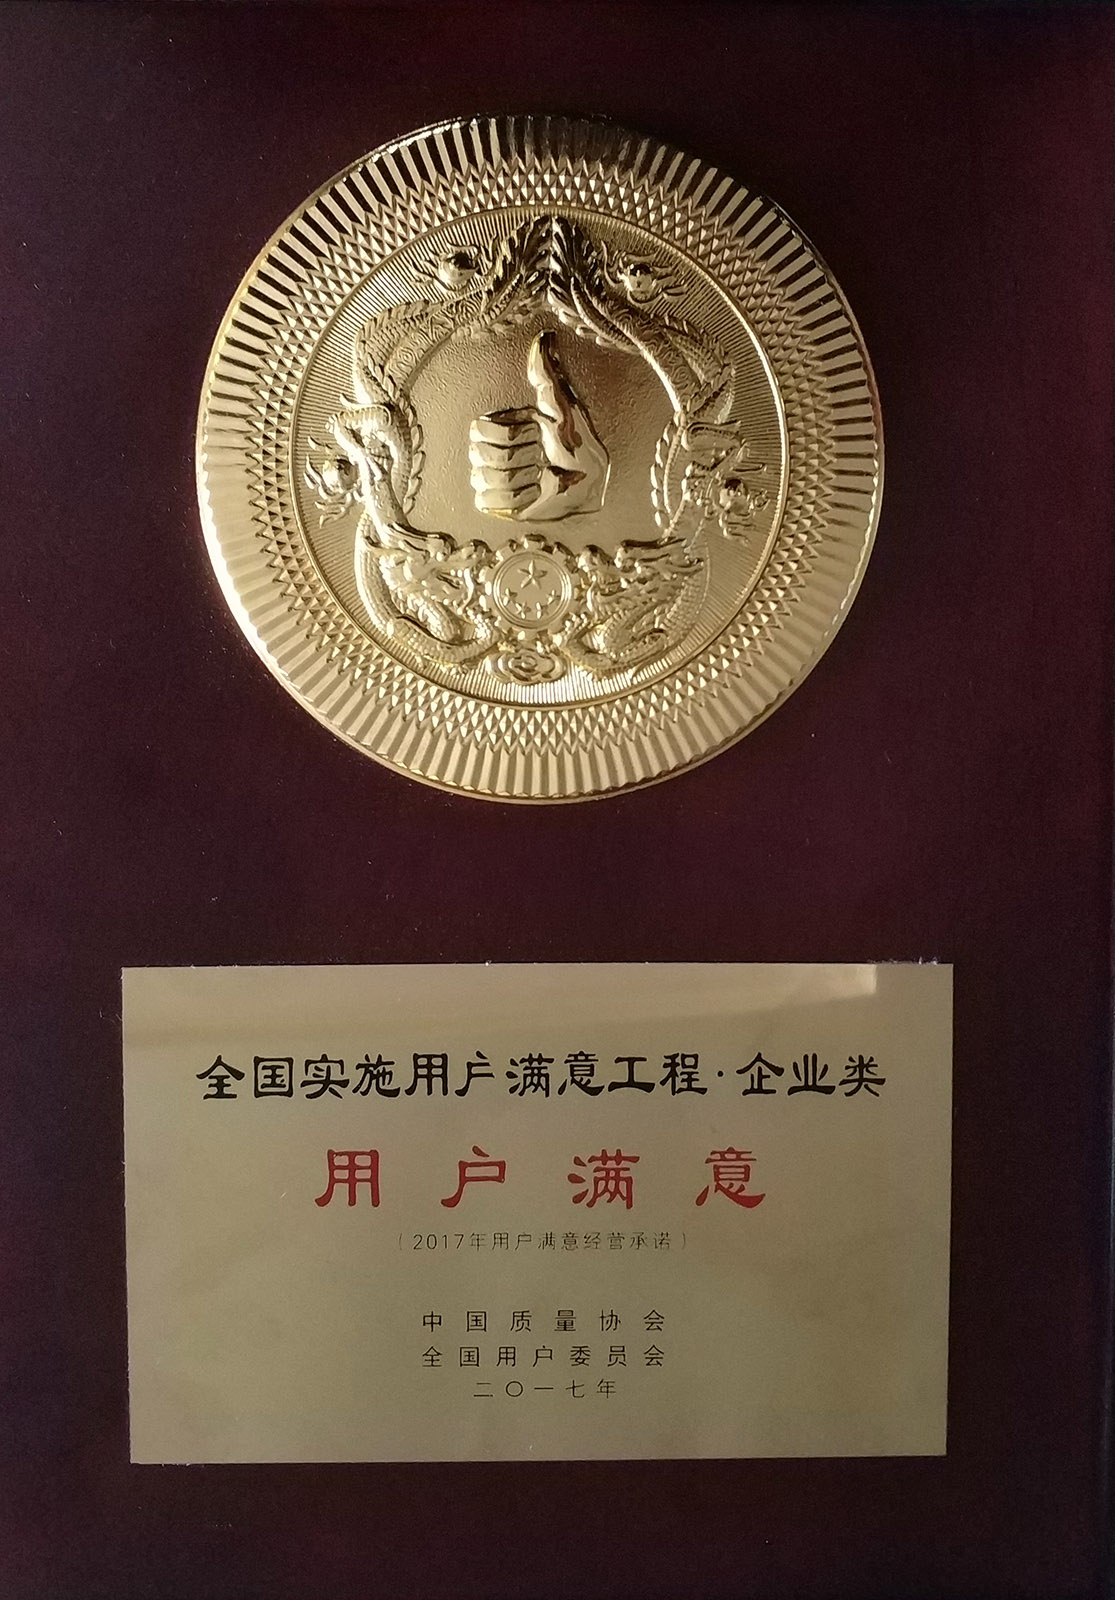 全国实施用户满意工程·企业类
用户满意
（2017年用户满意经营承诺）
中国质量协会
全国用户委员会
二〇一七年